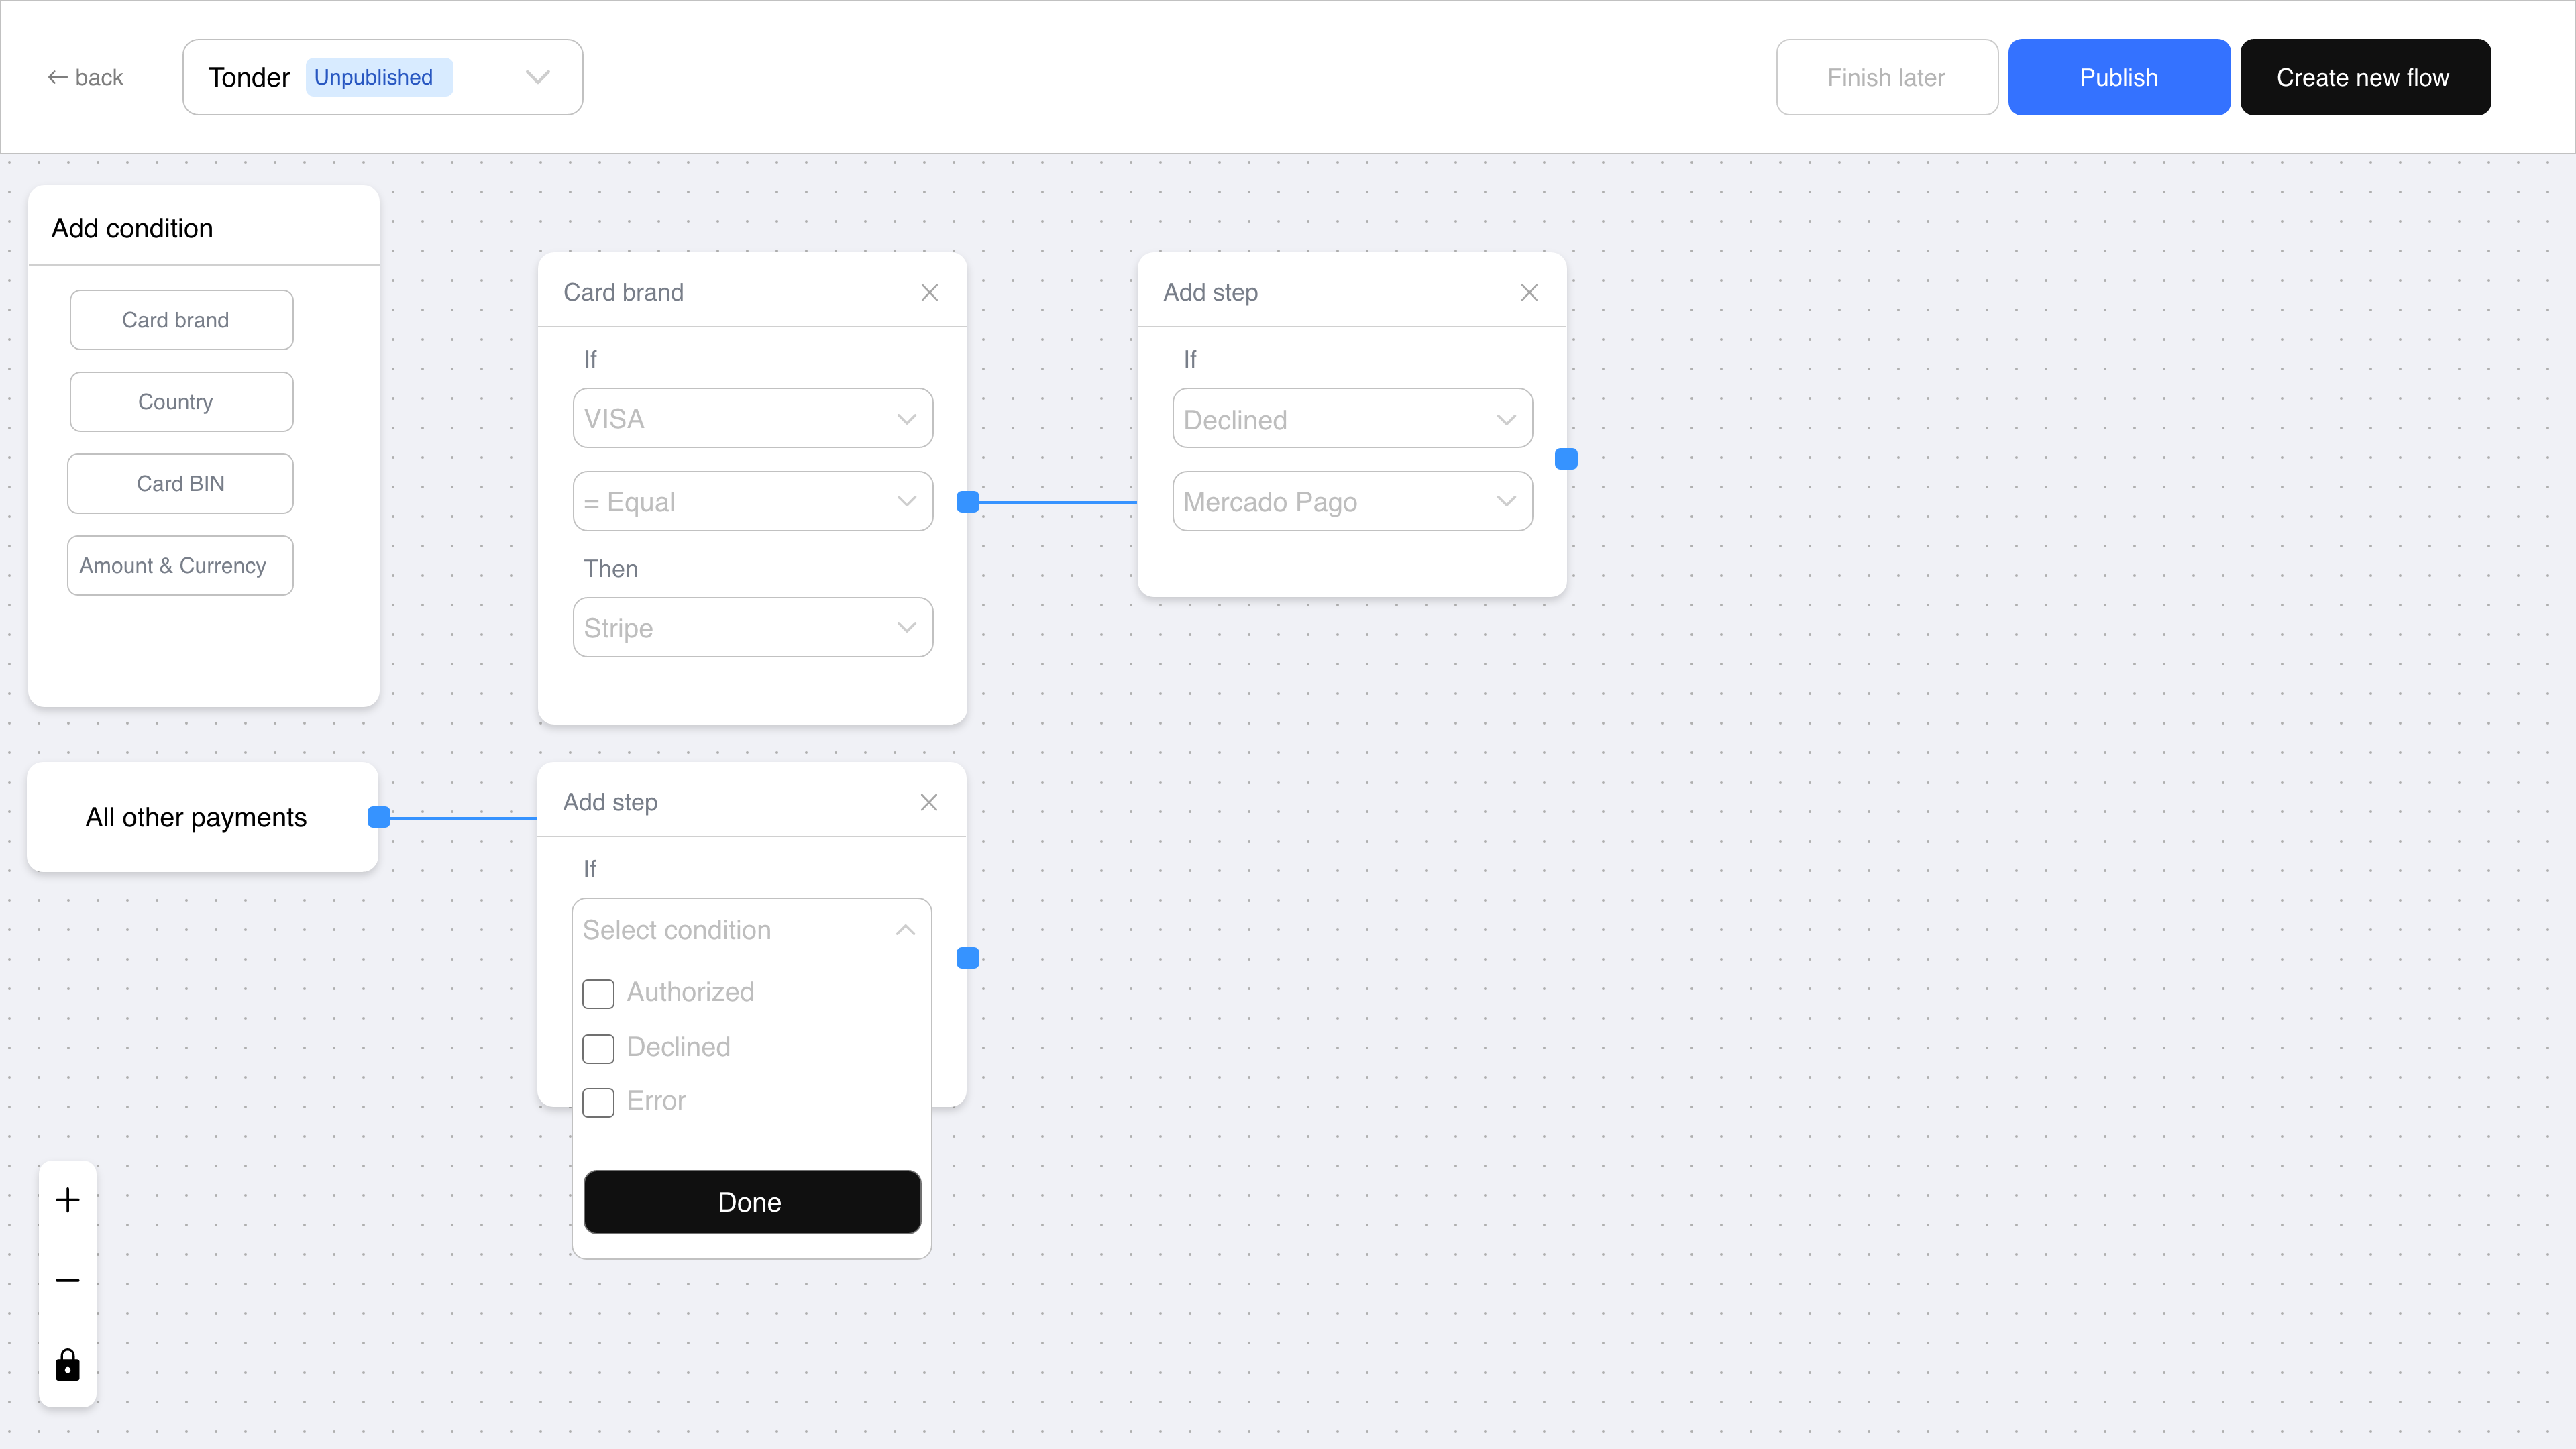 back
Tonder
Unpublished
Finish later
Publish
Create new flow
Add condition
Card brand
Country
Card BIN
Amount & Currency
Card brand
If
VISA
= Equal
Then
Stripe
Add step
If
Declined
Mercado Pago
All other payments
Add step
If
Select condition
Authorized
Declined
Error
Done